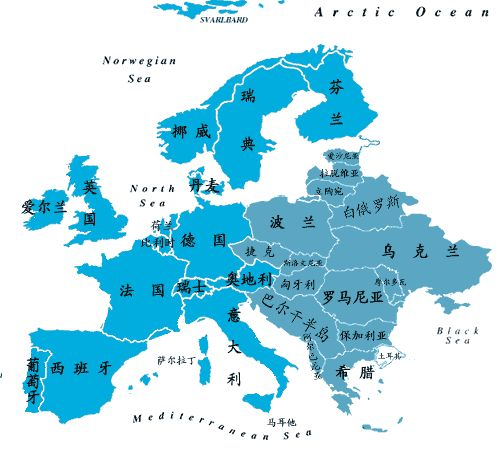 SVARLBARD
Arctic Ocean
Norwegian
Sea
瑞典
芬兰
挪威
爱沙尼亚
拉脱维亚
立陶宛
丹麦
North
Sea
英国
爱尔兰
荷兰
比利时
德国
波兰
白俄罗斯
乌克兰
捷克
斯洛文尼亚
奥地利
匈牙利
摩尔多瓦
法国
瑞士
罗马尼亚
巴尔干半岛
意大利
保加利亚
Black
Sea
土耳其
萨尔拉丁
葡萄牙
西班牙
希腊
马耳他
Mediterranean Sea